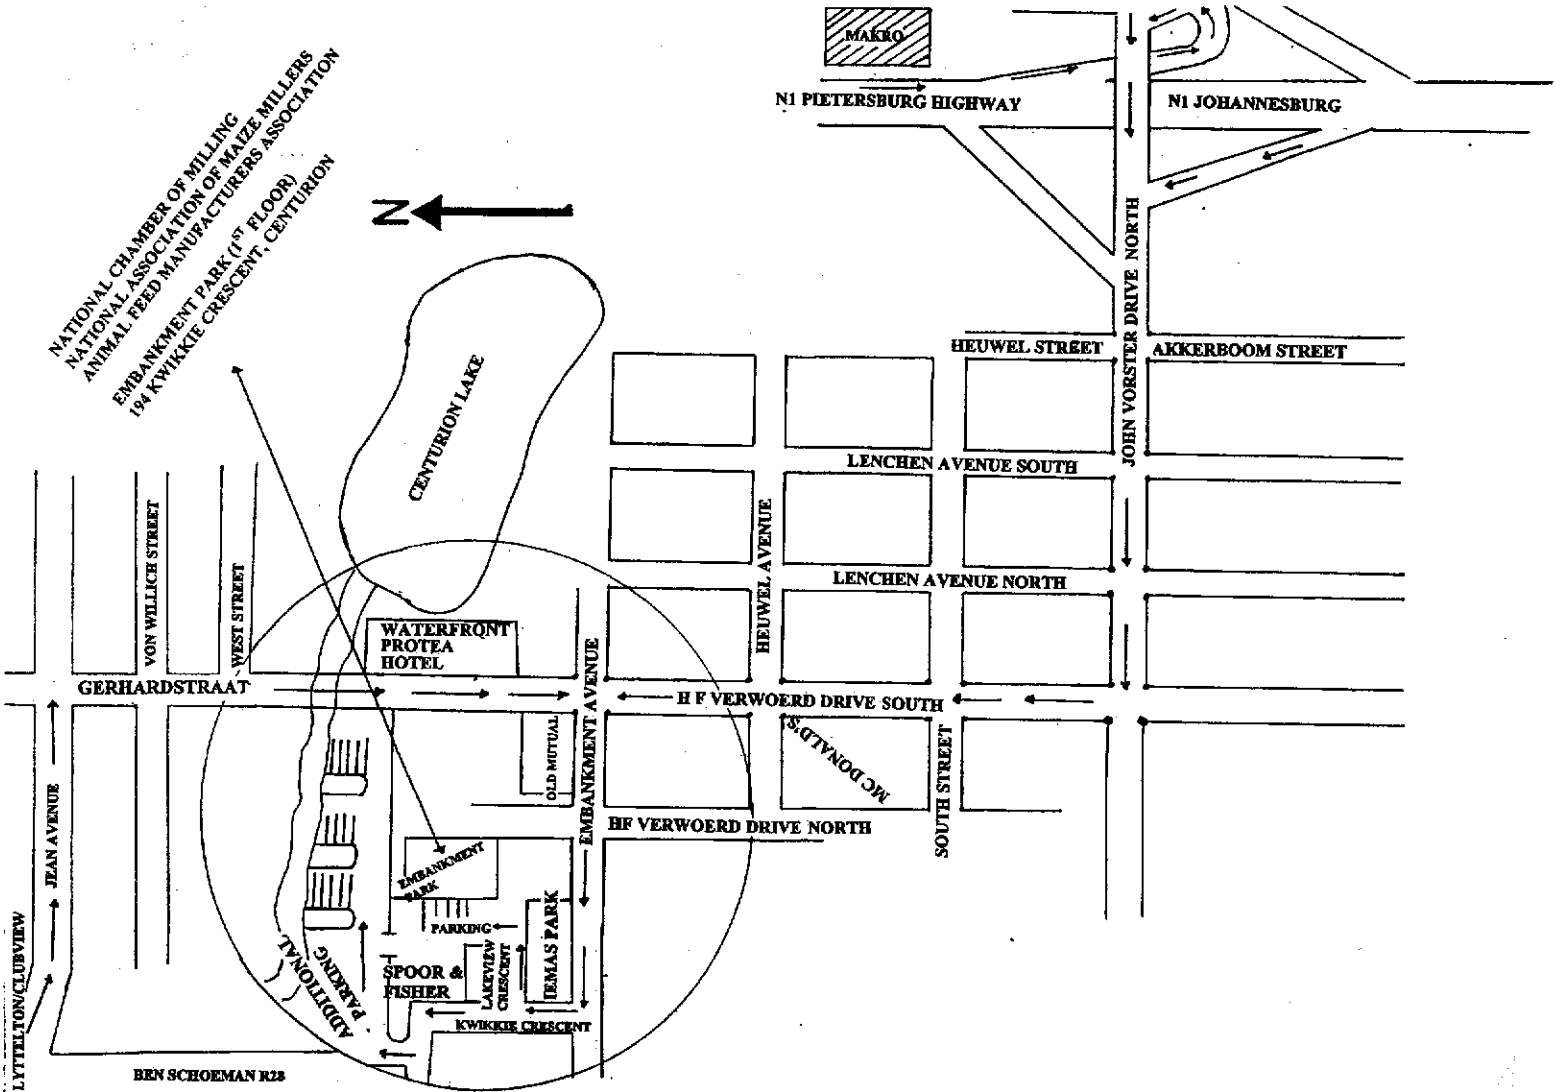 MAKRO
N1 PIETERSBURG HIGHWAY
N1 JOHANNESBURG
NATIONAL CHAMBER OF MILLING
NATIONAL ASSOCIATION OF MAIZE MILLERS
ANIMAL FEED MANUFACTURERS ASSOCIATION
EMBANKMENT PARK (1ST FLOOR)
194 KWIKKIE CRESCENT, CENTURION
N
JOHN VORSTER DRIVE NORTH
HEUWEL STREET
AKKERBOOM STREET
CENTURION LAKE
LENCHEN AVENUE SOUTH
VON WILLICH STREET
WEST STREET
HEUWEL AVENUE
LENCHEN AVENUE NORTH
WATERFRONT
PROTEA
HOTEL
GERHARDSTRAAT
EMBANKMENT AVENUE
H F VERWOERD DRIVE SOUTH
OLD MUTUAL
MC DONALD'S
SOUTH STREET
HF VERWOERD DRIVE NORTH
JEAN AVENUE
EMBANKMENT
PARK
PARKING
IEMAS PARK
ADDITIONAL
PARKING
SPOOR &
FISHER
LAKEVIEW
CRESCENT
KWIKKIE CRESCENT
LYTTELTON/CLUBVIEW
BEN SCHOEMAN R28